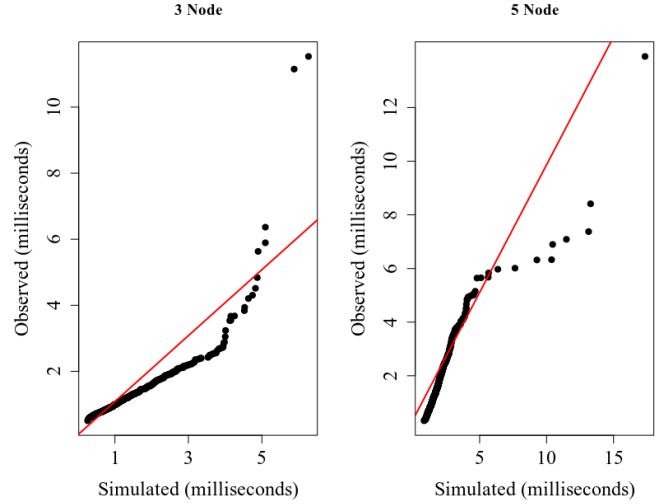 3 Node
5 Node
Observed (milliseconds)
10
8
6
4
2
1
3
5
Simulated (milliseconds)
Observed (milliseconds)
12
10
8
6
4
2
5
10
15
Simulated (milliseconds)